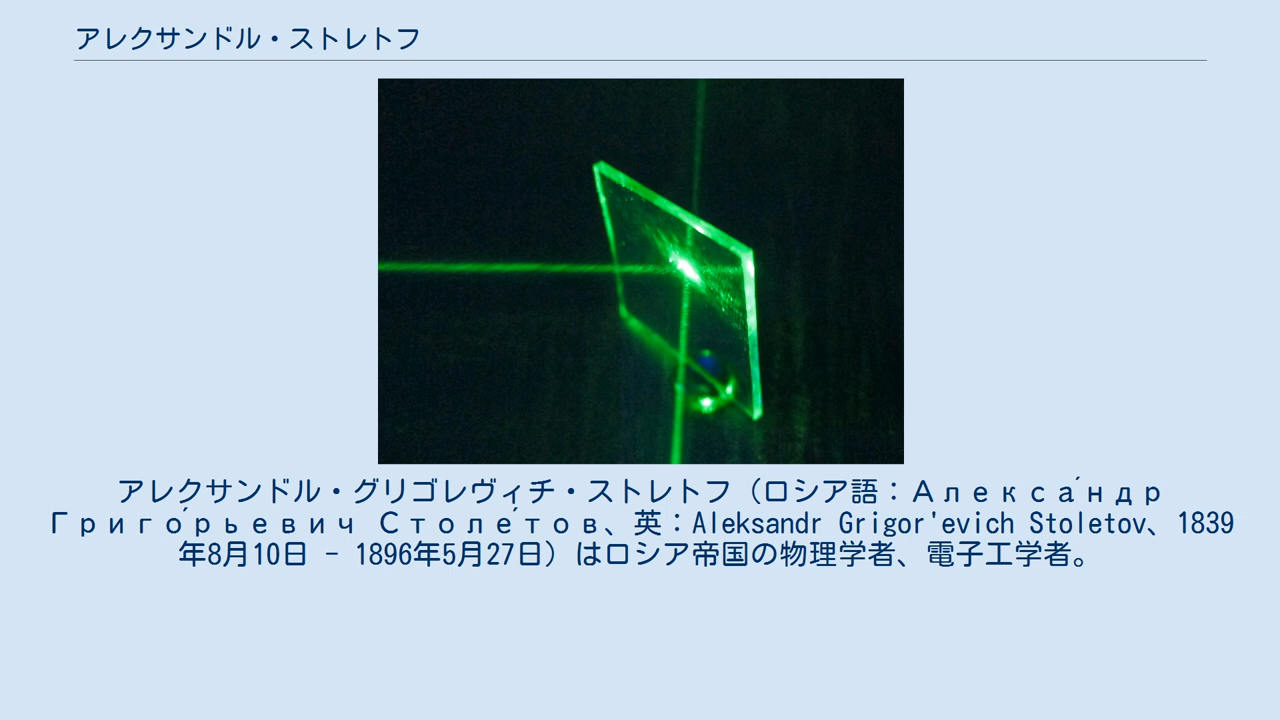 アレクサンドル・ストレトフ
アレクサンドル・グリゴレヴィチ・ストレトフ（ロシア語：Алекса́ндр
Григо́рьевич Столе́тов、英：Aleksandr Grigor'evich Stoletov、1839
年8月10日 - 1896年5月27日）はロシア帝国の物理学者、電子工学者。